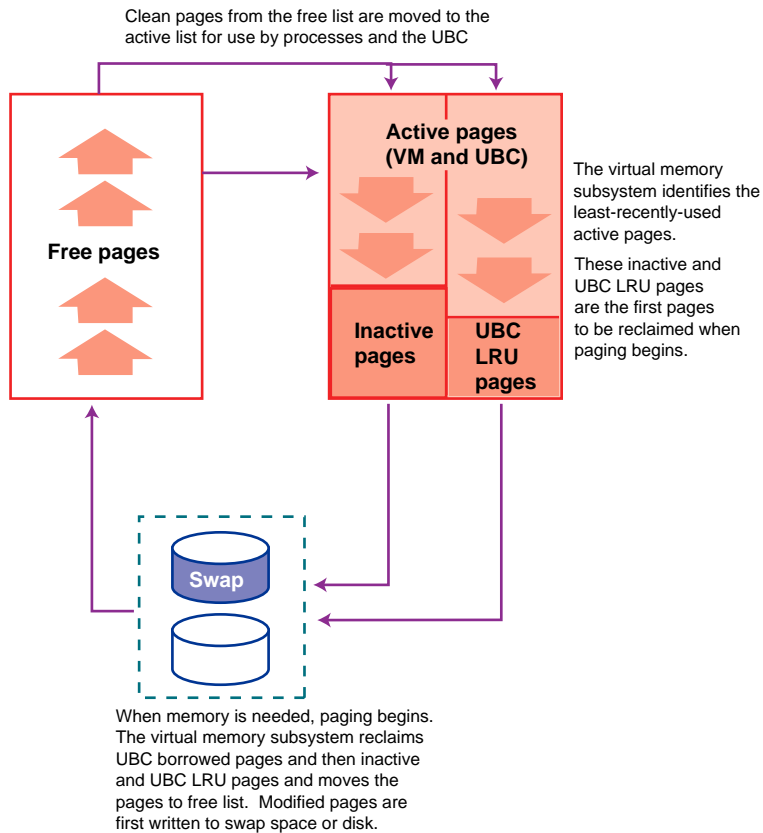 Clean pages from the free list are moved to the
active list for use by processes and the UBC
Free pages
Active pages
(VM and UBC)
Inactive
pages
UBC
LRU
pages
The virtual memory
subsystem identifies the
least-recently-used
active pages.
These inactive and
UBC LRU pages
are the first pages
to be reclaimed when
paging begins.
Swap
When memory is needed, paging begins.
The virtual memory subsystem reclaims
UBC borrowed pages and then inactive
and UBC LRU pages and moves the
pages to free list.  Modified pages are
first written to swap space or disk.